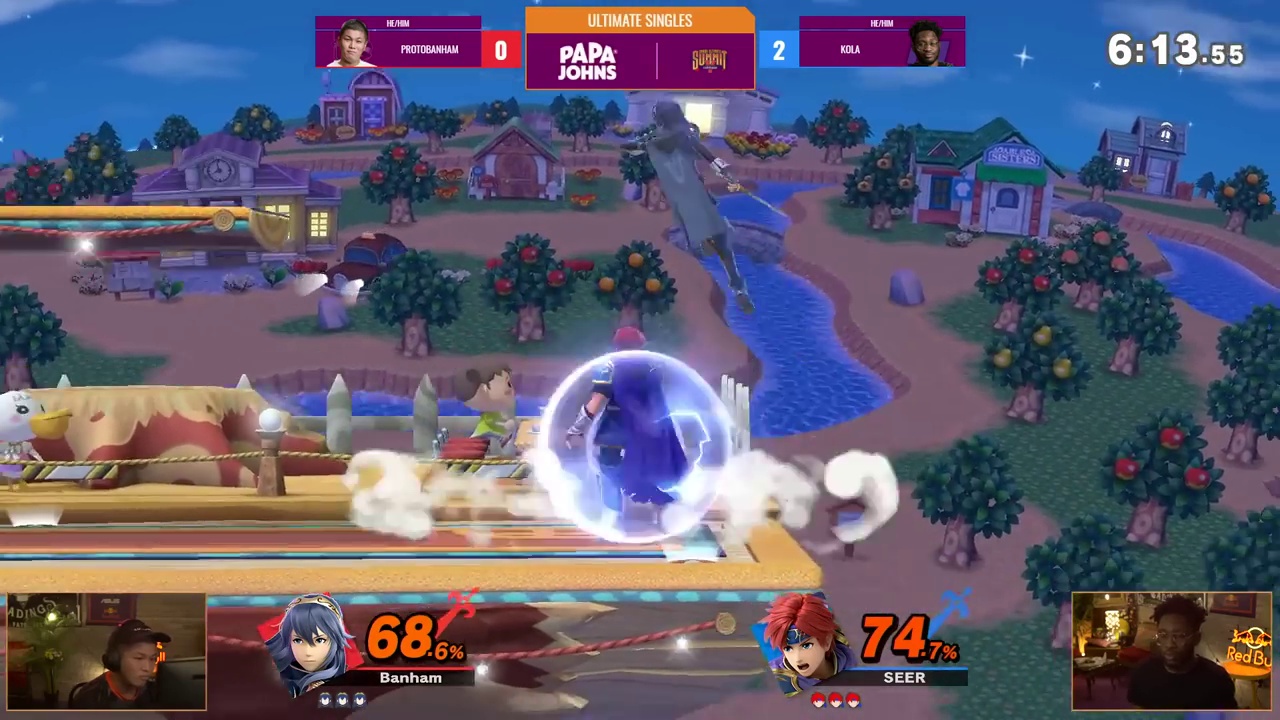 HE/HIM
PROTOBANHAM
0
ULTIMATE SINGLES
PAPA JOHNS
SUMMIT
2
HE/HIM
KOLA
6:13.55
SISTERS
68.6%
Banham
74.7%
SEER
Red Bu